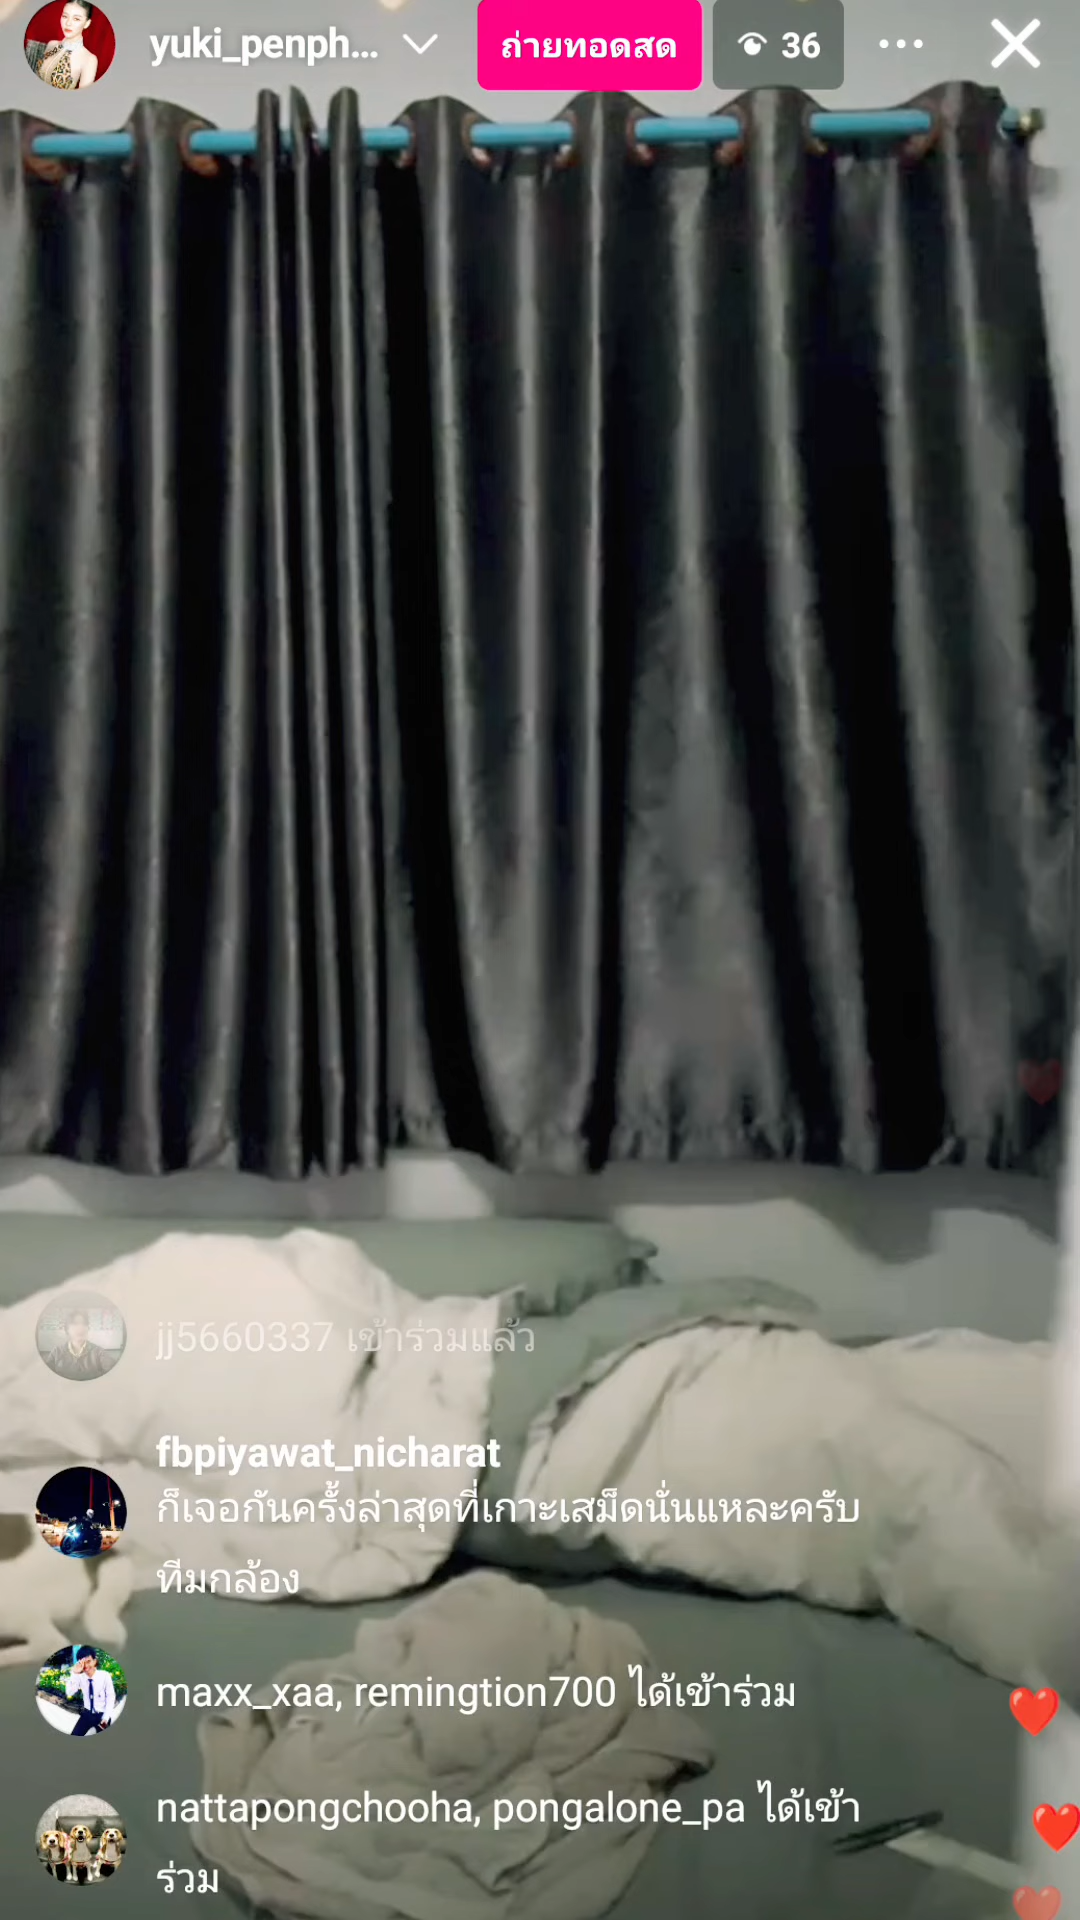 yuki_penph...
ถ่ายทอดสด
36
jj5660337 เข้าร่วมแล้ว
fbpiyawat_nicharat
ก็เจอกันครั้งล่าสุดที่เกาะเสม็ดนั่นแหละครับ
ทีมกล้อง
maxx_xaa, remingtion700 ได้เข้าร่วม
nattapongchooha, pongalone_pa ได้เข้า
ร่วม